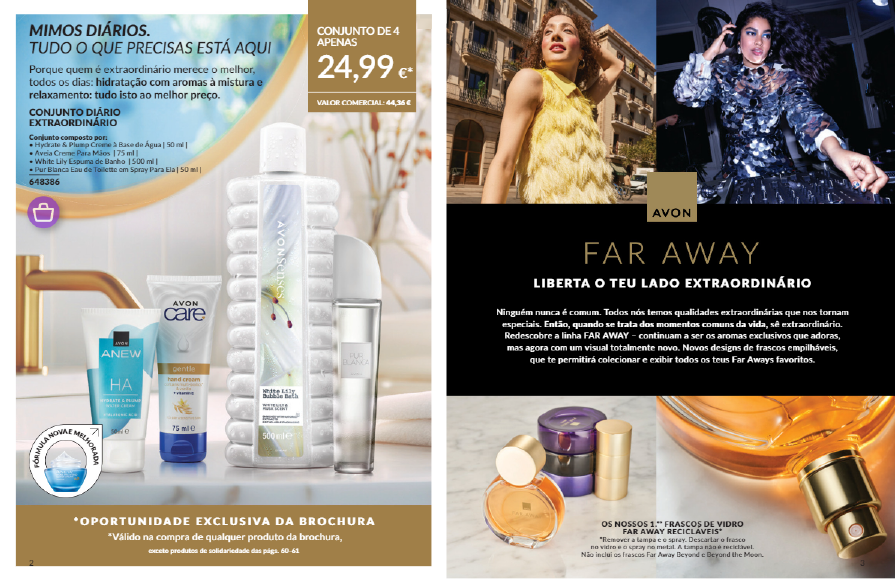 MIMOS DIÁRIOS.
TUDO O QUE PRECISAS ESTÁ AQUI
Porque quem é extraordinário merece o melhor,
todos os dias: hidratação com aromas à mistura e
relaxamento: tudo isto ao melhor preço.
CONJUNTO DIÁRIO
EXTRAORDINÁRIO
Conjunto composto por:
• Hydrate & Plump Creme à Base de Água | 50 ml |
• Aveia Creme Para Mãos | 75 ml |
• White Lily Espuma de Banho | 500 ml |
• Pur Blanca Eau de Toilette em Spray Para Ela | 50 ml |
648386
CONJUNTO DE 4
APENAS
24,99 €*
VALOR COMERCIAL: 44,36 €
AVON
ANEW
HA
HYDRATE & PLUMP
AVON
care
gentle
hand cream
75 ml e
AVON SENSES
White Lily
Bubble Bath
500 ml e
PUR
BLANCA
FÓRMULA NOVA E MELHORADA
*OPORTUNIDADE EXCLUSIVA DA BROCHURA
*Válido na compra de qualquer produto da brochura,
exceto produtos de solidariedade das págs. 60-61
2
AVON
FAR AWAY
LIBERTA O TEU LADO EXTRAORDINÁRIO
Ninguém nunca é comum. Todos nós temos qualidades extraordinárias que nos tornam
especiais. Então, quando se trata dos momentos comuns da vida, sê extraordinário.
Redescobre a linha FAR AWAY – continuam a ser os aromas exclusivos que adoras,
mas agora com um visual totalmente novo. Novos designs de frascos empilháveis,
que te permitirá colecionar e exibir todos os teus Far Aways favoritos.
FAR AWAY
OS NOSSOS 1.ºˢ FRASCOS DE VIDRO
FAR AWAY RECICLÁVEIS*
*Remover a tampa e o spray. Descartar o frasco
no vidro e o spray no metal. A tampa não é reciclável.
Não inclui os frascos Far Away Beyond e Beyond the Moon.
3